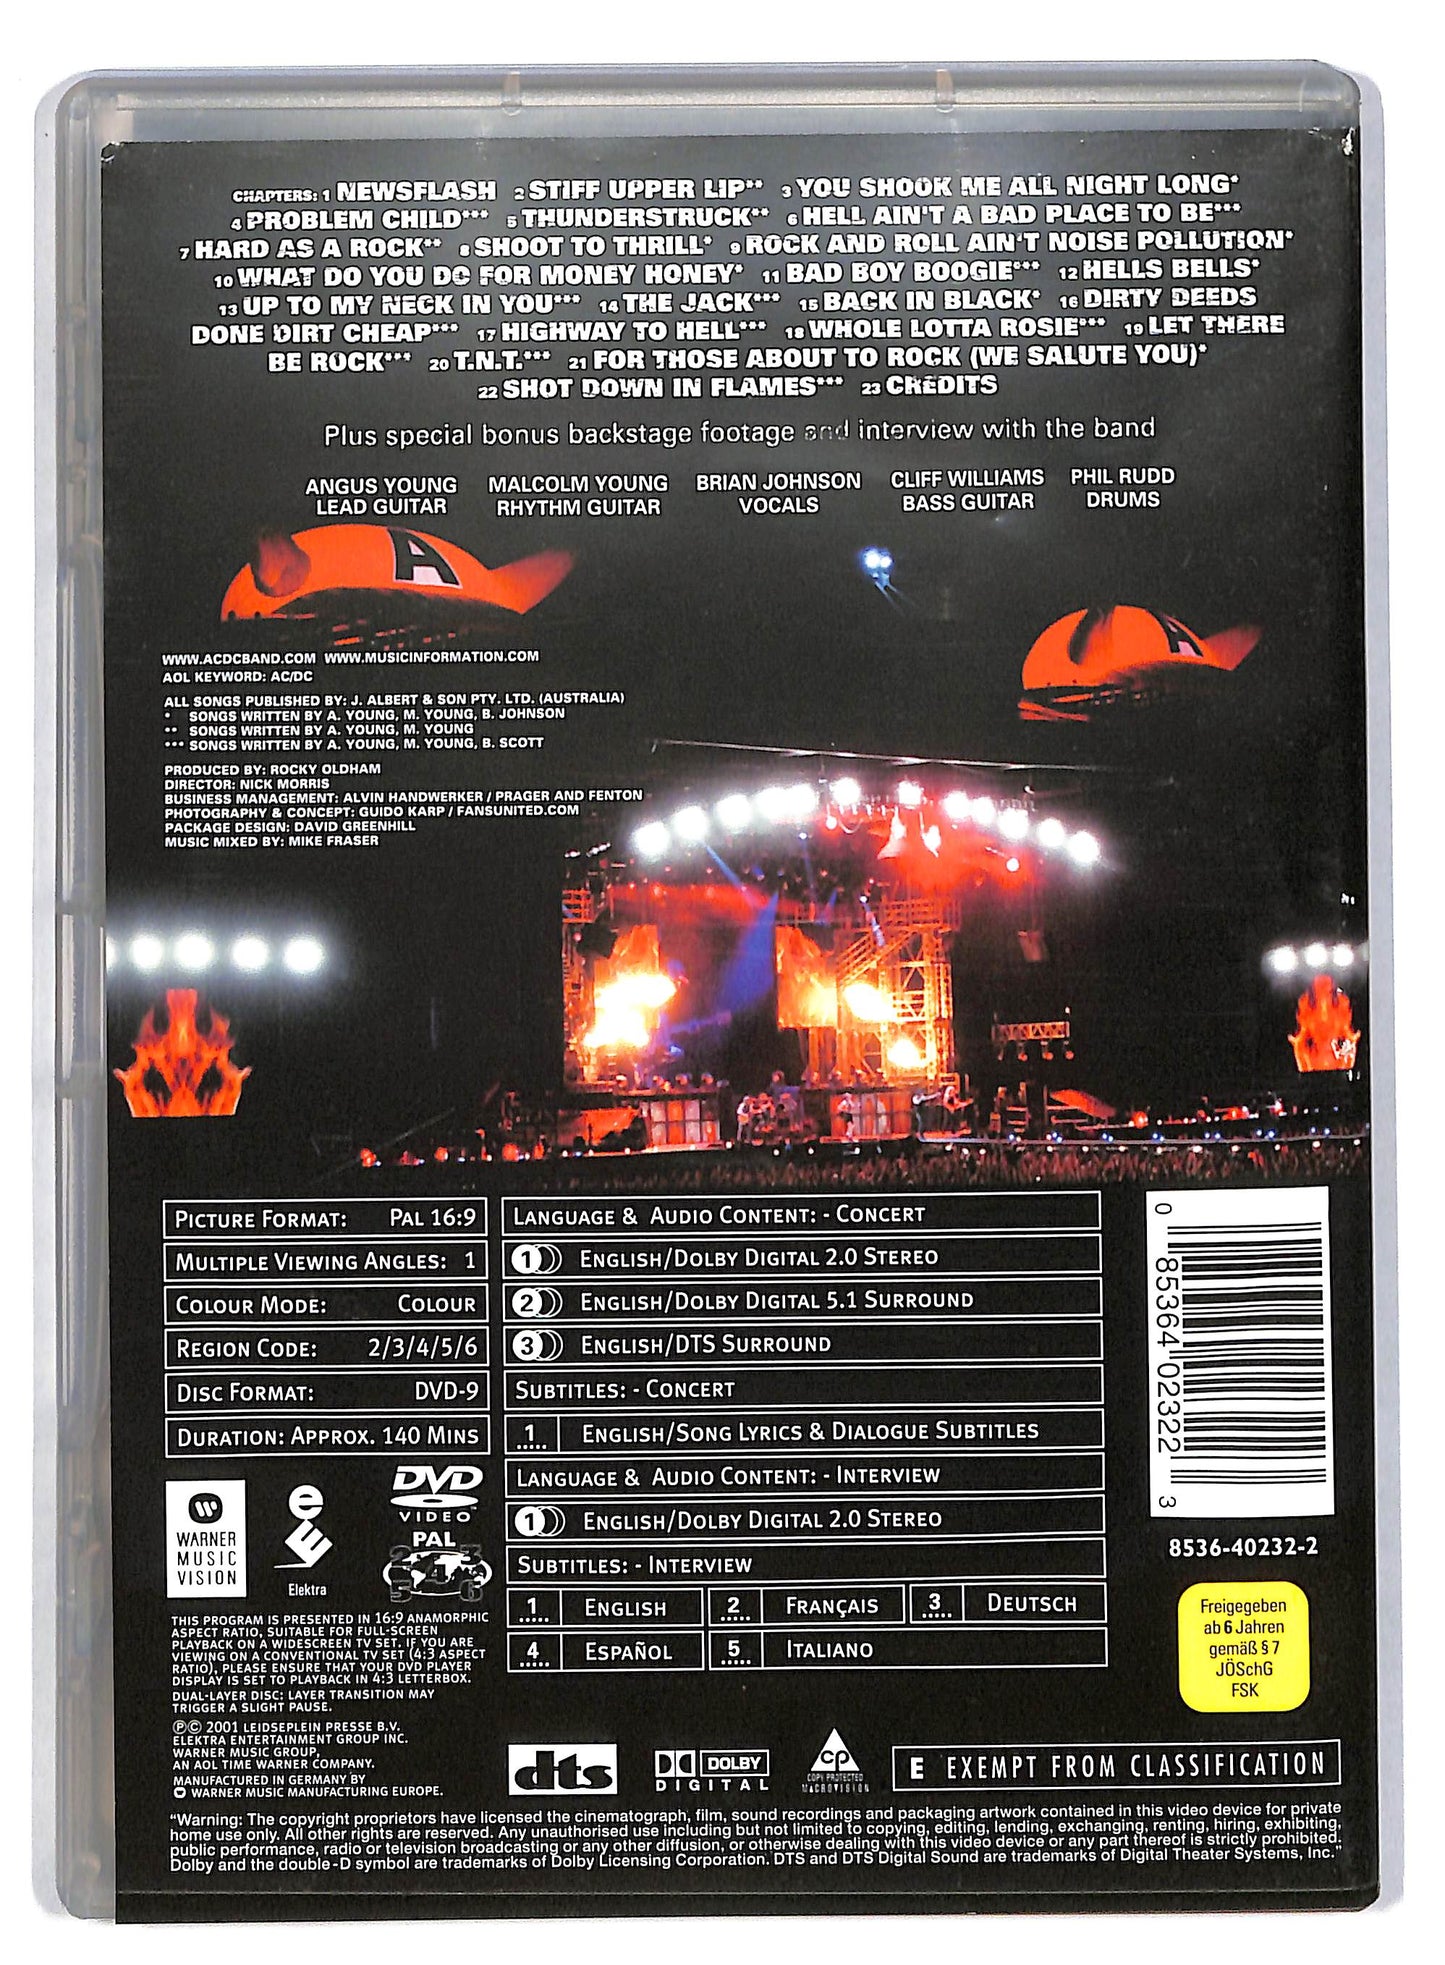 CHAPTERS: 1 NEWSFLASH 2 STIFF UPPER LIP** 3 YOU SHOOK ME ALL NIGHT LONG*
4 PROBLEM CHILD*** 5 THUNDERSTRUCK** 6 HELL AIN'T A BAD PLACE TO BE***
7 HARD AS A ROCK** 8 SHOOT TO THRILL* 9 ROCK AND ROLL AIN'T NOISE POLLUTION*
10 WHAT DO YOU DO FOR MONEY HONEY* 11 BAD BOY BOOGIE*** 12 HELLS BELLS*
13 UP TO MY NECK IN YOU*** 14 THE JACK*** 15 BACK IN BLACK* 16 DIRTY DEEDS
DONE DIRT CHEAP*** 17 HIGHWAY TO HELL*** 18 WHOLE LOTTA ROSIE*** 19 LET THERE
BE ROCK*** 20 T.N.T.*** 21 FOR THOSE ABOUT TO ROCK (WE SALUTE YOU)*
22 SHOT DOWN IN FLAMES*** 23 CREDITS
Plus special bonus backstage footage and interview with the band
ANGUS YOUNG MALCOLM YOUNG BRIAN JOHNSON CLIFF WILLIAMS PHIL RUDD
LEAD GUITAR RHYTHM GUITAR VOCALS BASS GUITAR DRUMS
A
A
WWW.ACDCBAND.COM WWW.MUSICINFORMATION.COM
AOL KEYWORD: AC/DC
ALL SONGS PUBLISHED BY: J. ALBERT & SON PTY. LTD. (AUSTRALIA)
* SONGS WRITTEN BY A. YOUNG, M. YOUNG, B. JOHNSON
** SONGS WRITTEN BY A. YOUNG, M. YOUNG
*** SONGS WRITTEN BY A. YOUNG, M. YOUNG, B. SCOTT
PRODUCED BY: ROCKY OLDHAM
DIRECTOR: NICK MORRIS
BUSINESS MANAGEMENT: ALVIN HANDWERKER / PRAGER AND FENTON
PHOTOGRAPHY & CONCEPT: GUIDO KARP / FANSUNITED.COM
PACKAGE DESIGN: DAVID GREENHILL
MUSIC MIXED BY: MIKE FRASER
PICTURE FORMAT: PAL 16:9
MULTIPLE VIEWING ANGLES: 1
COLOUR MODE: COLOUR
REGION CODE: 2/3/4/5/6
DISC FORMAT: DVD-9
DURATION: APPROX. 140 MINS
LANGUAGE & AUDIO CONTENT: - CONCERT
1 ENGLISH/DOLBY DIGITAL 2.0 STEREO
2 ENGLISH/DOLBY DIGITAL 5.1 SURROUND
3 ENGLISH/DTS SURROUND
SUBTITLES: - CONCERT
1 ENGLISH/SONG LYRICS & DIALOGUE SUBTITLES
LANGUAGE & AUDIO CONTENT: - INTERVIEW
1 ENGLISH/DOLBY DIGITAL 2.0 STEREO
SUBTITLES: - INTERVIEW
1 ENGLISH 2 FRANÇAIS 3 DEUTSCH
4 ESPAÑOL 5 ITALIANO
0 85364 02322 3
8536-40232-2
Freigegeben
ab 6 Jahren
gemäß § 7
JÖSchG
FSK
WARNER
MUSIC
VISION
e E
Elektra
DVD
VIDEO
PAL
2 3
4
5 6
THIS PROGRAM IS PRESENTED IN 16:9 ANAMORPHIC
ASPECT RATIO, SUITABLE FOR FULL-SCREEN
PLAYBACK ON A WIDESCREEN TV SET. IF YOU ARE
VIEWING ON A CONVENTIONAL TV SET (4:3 ASPECT
RATIO), PLEASE ENSURE THAT YOUR DVD PLAYER
DISPLAY IS SET TO PLAYBACK IN 4:3 LETTERBOX.
DUAL-LAYER DISC: LAYER TRANSITION MAY
TRIGGER A SLIGHT PAUSE.
℗© 2001 LEIDSEPLEIN PRESSE B.V.
ELEKTRA ENTERTAINMENT GROUP INC.
WARNER MUSIC GROUP,
AN AOL TIME WARNER COMPANY.
MANUFACTURED IN GERMANY BY
WARNER MUSIC MANUFACTURING EUROPE.
dts
DOLBY
DIGITAL
CP
COPY PROTECTED
MACROVISION
E EXEMPT FROM CLASSIFICATION
"Warning: The copyright proprietors have licensed the cinematograph, film, sound recordings and packaging artwork contained in this video device for private
home use only. All other rights are reserved. Any unauthorised use including but not limited to copying, editing, lending, exchanging, renting, hiring, exhibiting,
public performance, radio or television broadcasting or any other diffusion, or otherwise dealing with this video device or any part thereof is strictly prohibited.
Dolby and the double-D symbol are trademarks of Dolby Licensing Corporation. DTS and DTS Digital Sound are trademarks of Digital Theater Systems, Inc."